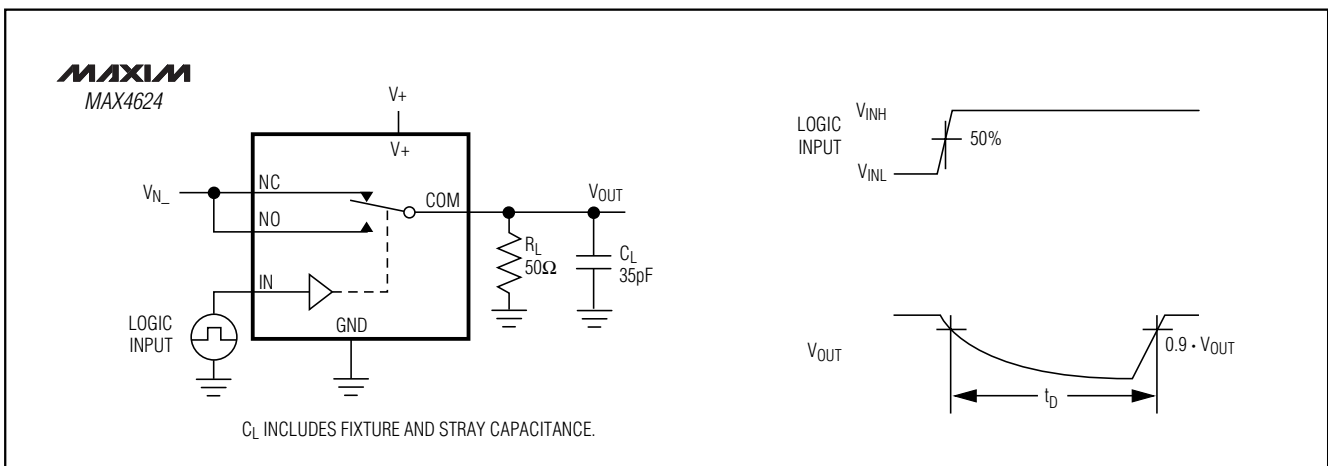 MAXIM
MAX4624
V+
V+
V_N_
NC
NO
COM
V_OUT
R_L
50Ω
C_L
35pF
IN
LOGIC
INPUT
GND
C_L INCLUDES FIXTURE AND STRAY CAPACITANCE.
LOGIC
INPUT
V_INH
50%
V_INL
V_OUT
0.9 · V_OUT
t_D